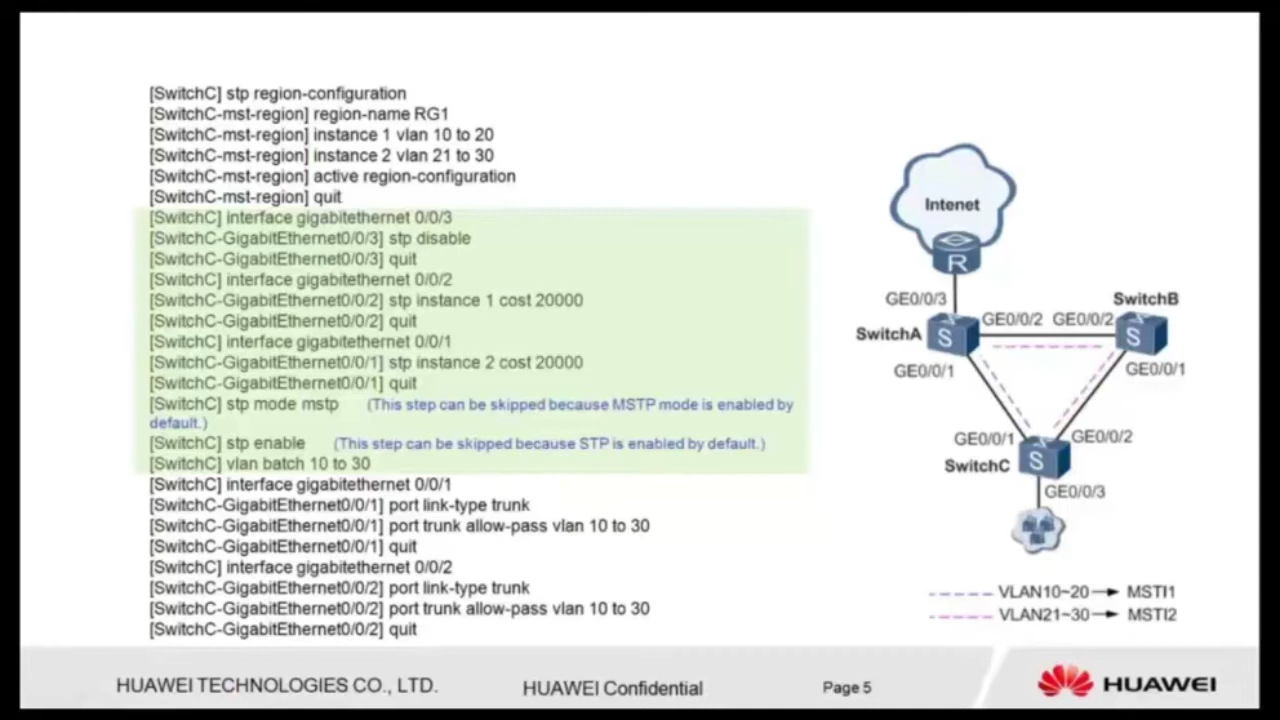 [SwitchC] stp region-configuration
[SwitchC-mst-region] region-name RG1
[SwitchC-mst-region] instance 1 vlan 10 to 20
[SwitchC-mst-region] instance 2 vlan 21 to 30
[SwitchC-mst-region] active region-configuration
[SwitchC-mst-region] quit
[SwitchC] interface gigabitethernet 0/0/3
[SwitchC-GigabitEthernet0/0/3] stp disable
[SwitchC-GigabitEthernet0/0/3] quit
[SwitchC] interface gigabitethernet 0/0/2
[SwitchC-GigabitEthernet0/0/2] stp instance 1 cost 20000
[SwitchC-GigabitEthernet0/0/2] quit
[SwitchC] interface gigabitethernet 0/0/1
[SwitchC-GigabitEthernet0/0/1] stp instance 2 cost 20000
[SwitchC-GigabitEthernet0/0/1] quit
[SwitchC] stp mode mstp (This step can be skipped because MSTP mode is enabled by
default.)
[SwitchC] stp enable (This step can be skipped because STP is enabled by default.)
[SwitchC] vlan batch 10 to 30
[SwitchC] interface gigabitethernet 0/0/1
[SwitchC-GigabitEthernet0/0/1] port link-type trunk
[SwitchC-GigabitEthernet0/0/1] port trunk allow-pass vlan 10 to 30
[SwitchC-GigabitEthernet0/0/1] quit
[SwitchC] interface gigabitethernet 0/0/2
[SwitchC-GigabitEthernet0/0/2] port link-type trunk
[SwitchC-GigabitEthernet0/0/2] port trunk allow-pass vlan 10 to 30
[SwitchC-GigabitEthernet0/0/2] quit
Intenet
R
GE0/0/3
SwitchB
SwitchA
S
GE0/0/2
GE0/0/2
S
GE0/0/1
GE0/0/1
GE0/0/1
GE0/0/2
SwitchC
S
GE0/0/3
VLAN10~20 MSTI1
VLAN21~30 MSTI2
HUAWEI TECHNOLOGIES CO., LTD.
HUAWEI Confidential
Page 5
HUAWEI